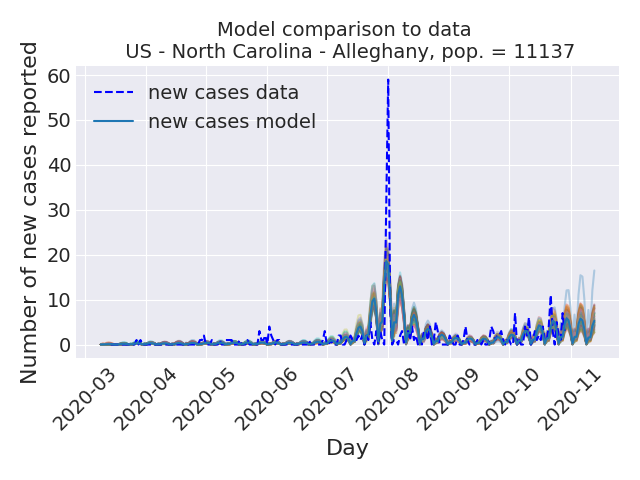 Model comparison to data
US - North Carolina - Alleghany, pop. = 11137
Number of new cases reported
60
50
40
30
20
10
0
new cases data
new cases model
2020-03
2020-04
2020-05
2020-06
2020-07
2020-08
2020-09
2020-10
2020-11
Day